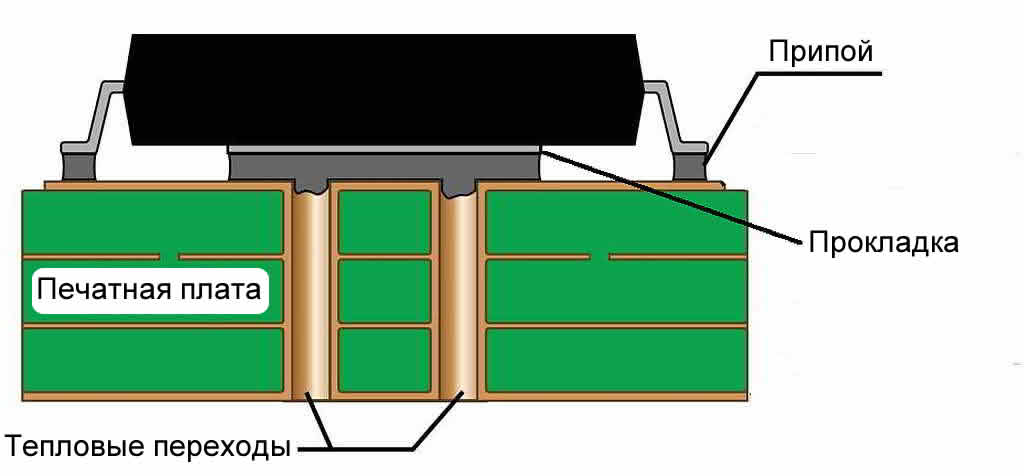 Припой
Прокладка
Печатная плата
Тепловые переходы